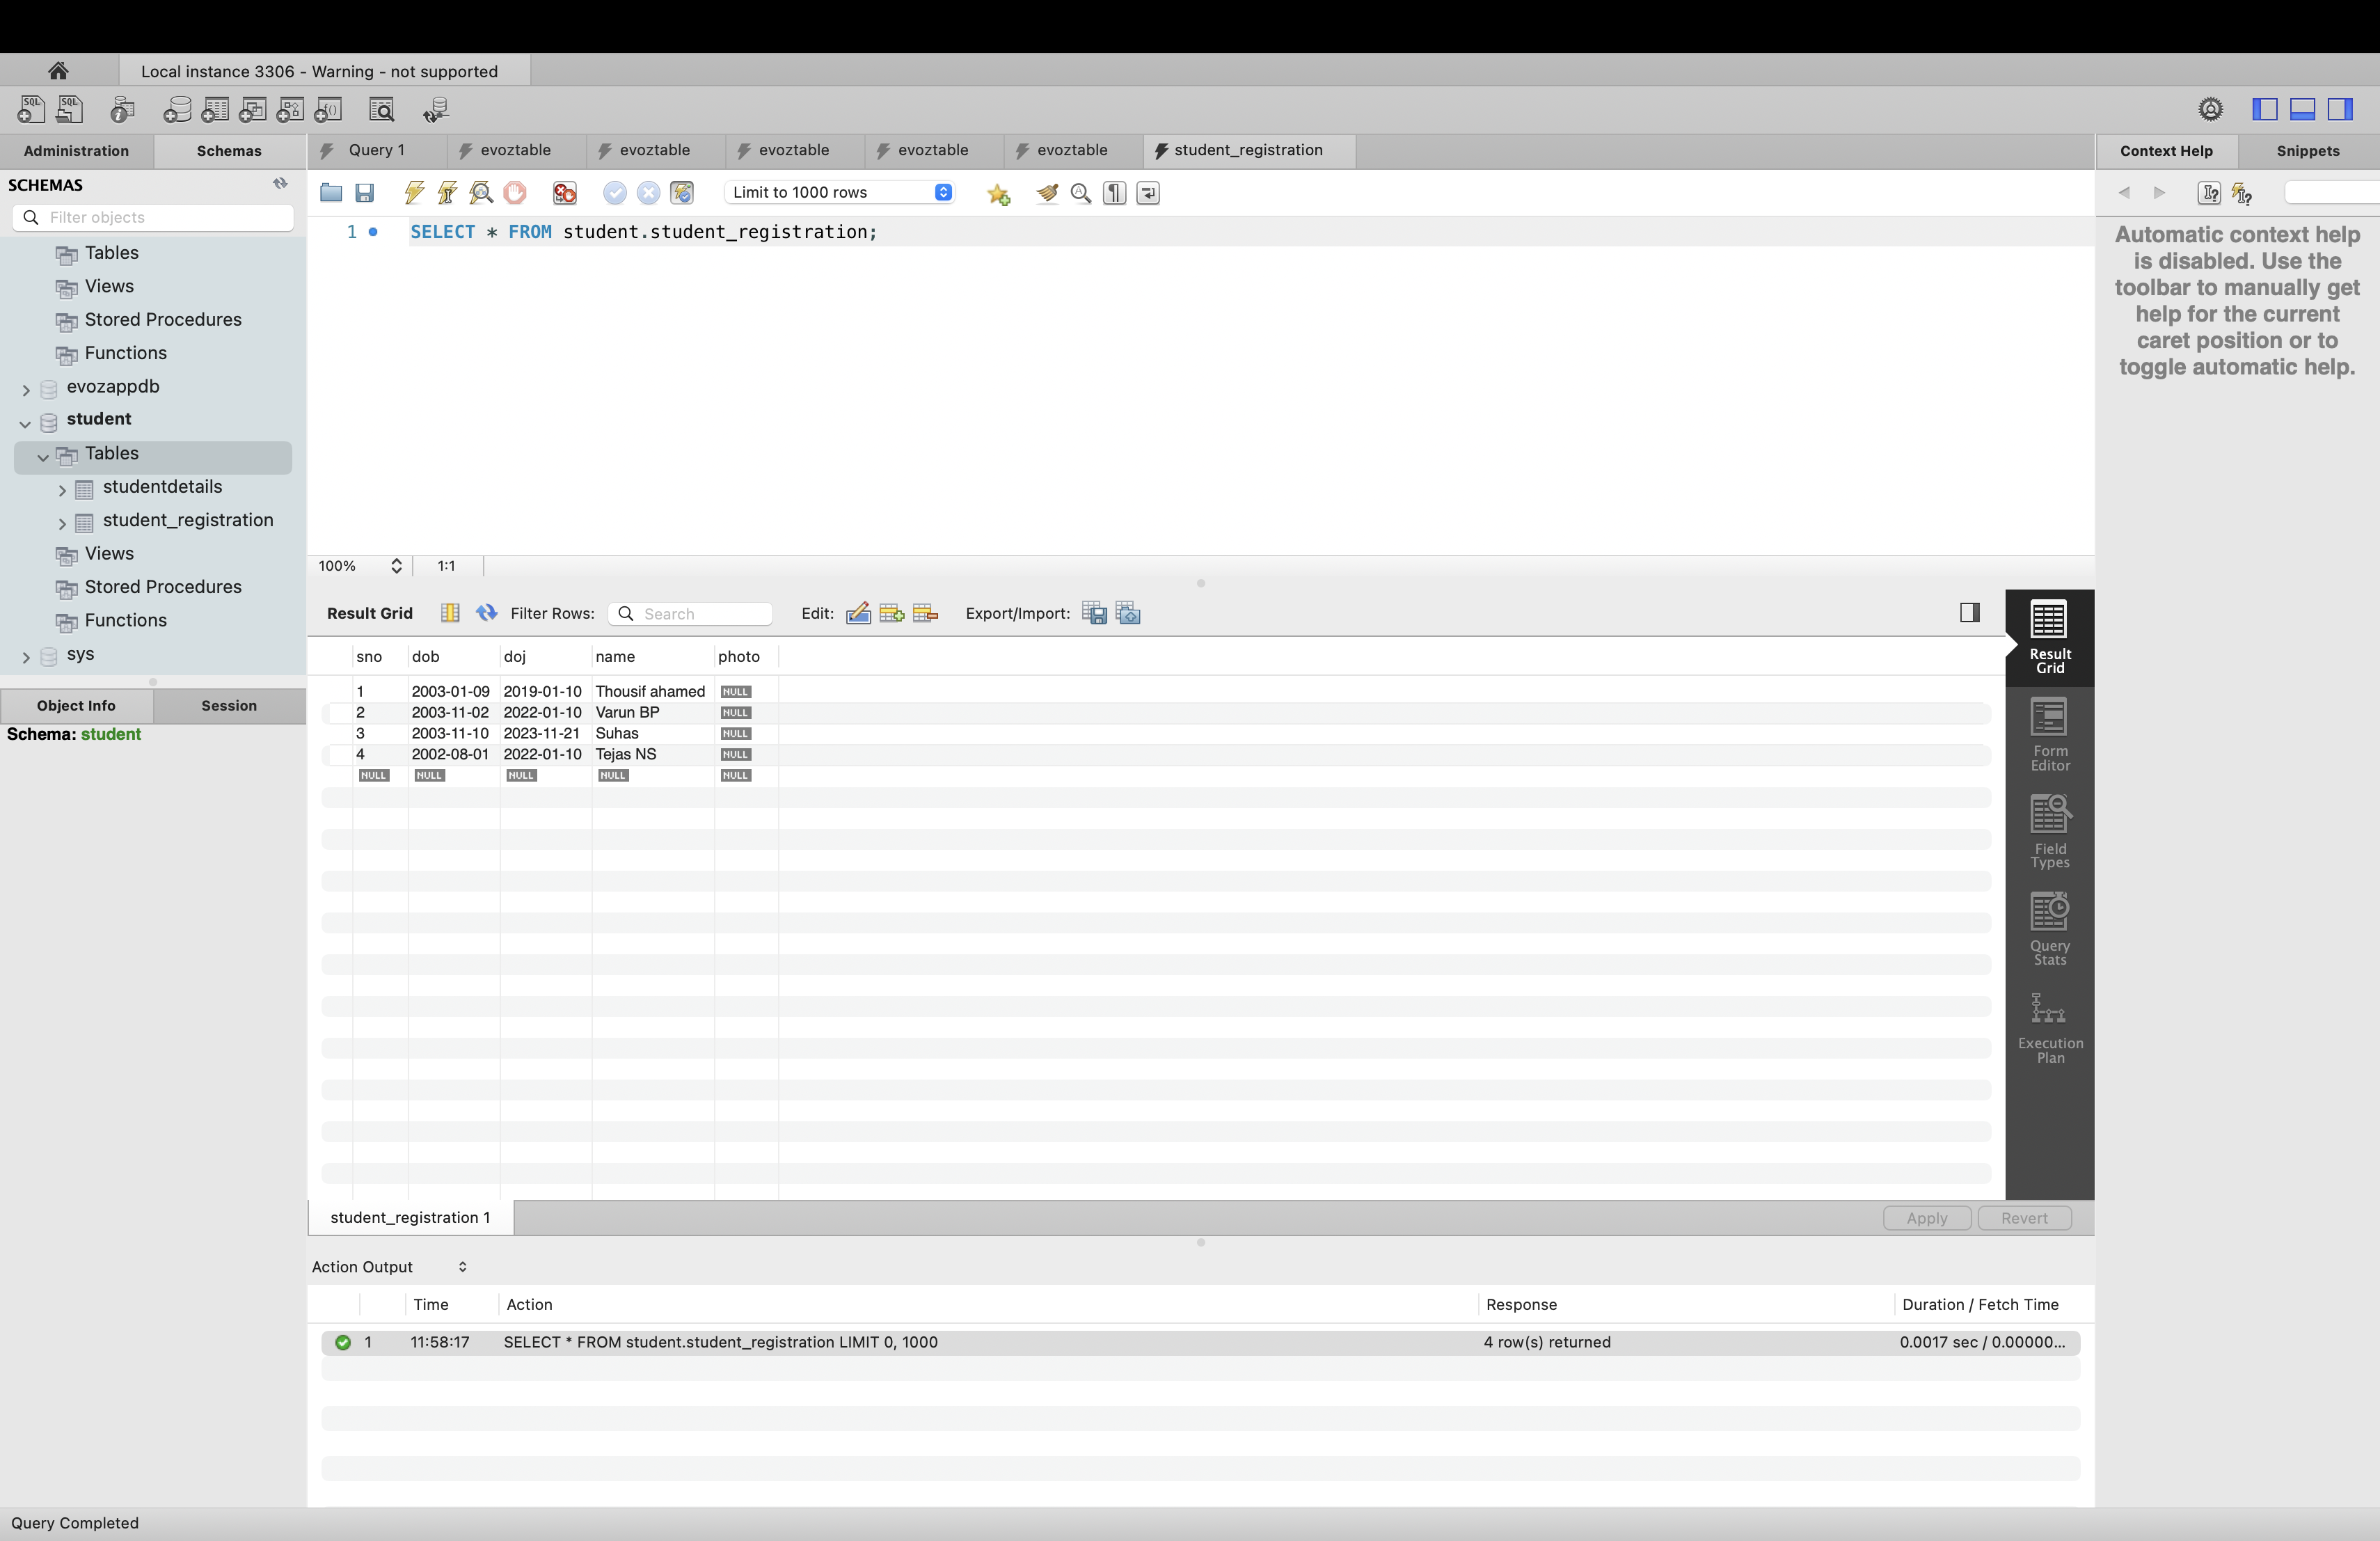 Local instance 3306 - Warning - not supported
Administration
Schemas
SCHEMAS
Filter objects
Tables
Views
Stored Procedures
Functions
evozappdb
student
Tables
studentdetails
student_registration
Views
Stored Procedures
Functions
sys
Object Info
Session
Schema: student
Query 1
evoztable
evoztable
evoztable
evoztable
evoztable
student_registration
Limit to 1000 rows
1 SELECT * FROM student.student_registration;
100%
1:1
Result Grid
Filter Rows:
Search
Edit:
Export/Import:
sno dob doj name photo
1 2003-01-09 2019-01-10 Thousif ahamed NULL
2 2003-11-02 2022-01-10 Varun BP NULL
3 2003-11-10 2023-11-21 Suhas NULL
4 2002-08-01 2022-01-10 Tejas NS NULL
NULL NULL NULL NULL NULL
Result
Grid
Form
Editor
Field
Types
Query
Stats
Execution
Plan
student_registration 1
Apply
Revert
Action Output
Time Action Response Duration / Fetch Time
1 11:58:17 SELECT * FROM student.student_registration LIMIT 0, 1000 4 row(s) returned 0.0017 sec / 0.00000...
Context Help
Snippets
Automatic context help
is disabled. Use the
toolbar to manually get
help for the current
caret position or to
toggle automatic help.
Query Completed